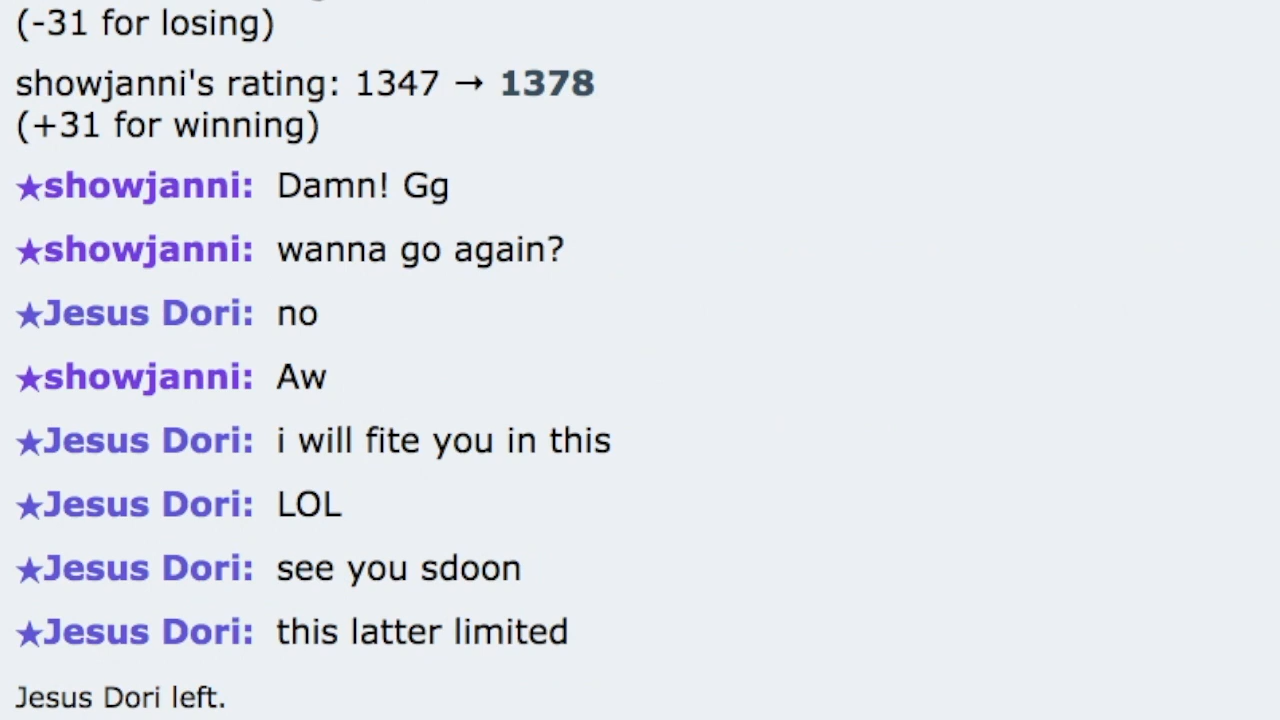 (-31 for losing)
showjanni's rating: 1347 → 1378
(+31 for winning)
★showjanni: Damn! Gg
★showjanni: wanna go again?
★Jesus Dori: no
★showjanni: Aw
★Jesus Dori: i will fite you in this
★Jesus Dori: LOL
★Jesus Dori: see you sdoon
★Jesus Dori: this latter limited
Jesus Dori left.